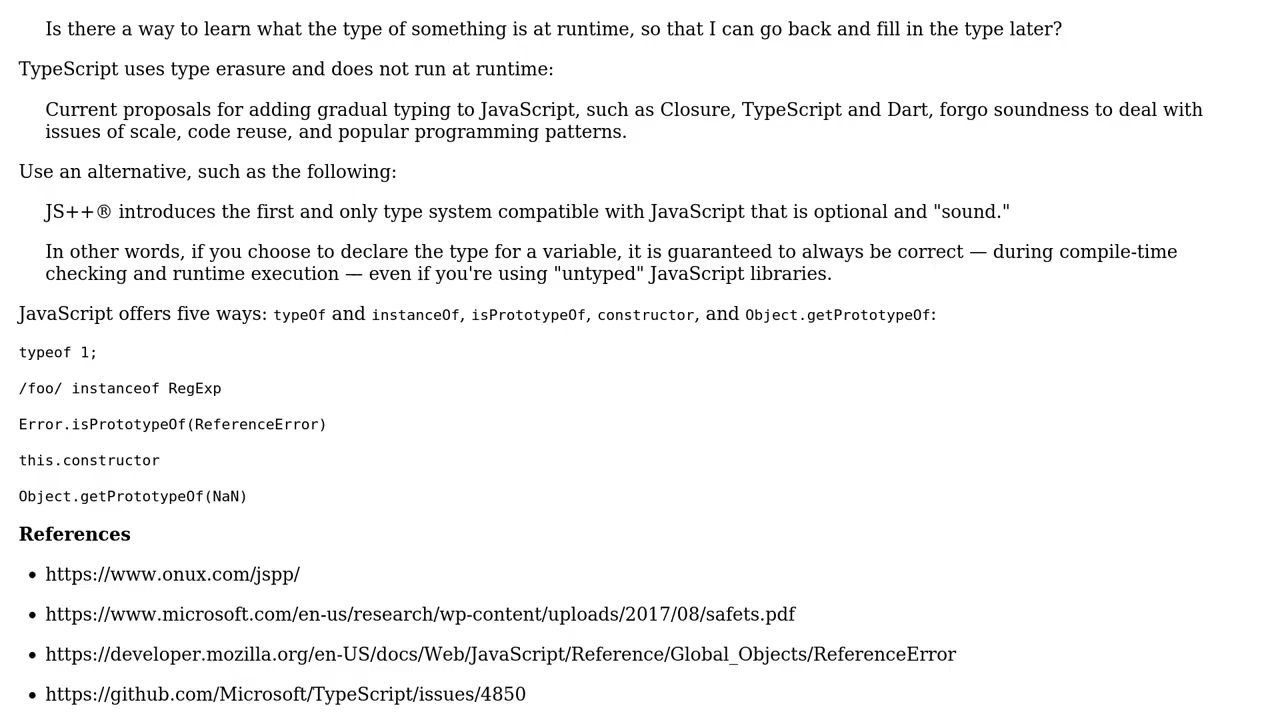 Is there a way to learn what the type of something is at runtime, so that I can go back and fill in the type later?
TypeScript uses type erasure and does not run at runtime:
Current proposals for adding gradual typing to JavaScript, such as Closure, TypeScript and Dart, forgo soundness to deal with
issues of scale, code reuse, and popular programming patterns.
Use an alternative, such as the following:
JS++® introduces the first and only type system compatible with JavaScript that is optional and "sound."
In other words, if you choose to declare the type for a variable, it is guaranteed to always be correct — during compile-time
checking and runtime execution — even if you're using "untyped" JavaScript libraries.
JavaScript offers five ways: typeOf and instanceOf, isPrototypeOf, constructor, and Object.getPrototypeOf:
typeof 1;
/foo/ instanceof RegExp
Error.isPrototypeOf(ReferenceError)
this.constructor
Object.getPrototypeOf(NaN)
References
• https://www.onux.com/jspp/
• https://www.microsoft.com/en-us/research/wp-content/uploads/2017/08/safets.pdf
• https://developer.mozilla.org/en-US/docs/Web/JavaScript/Reference/Global_Objects/ReferenceError
• https://github.com/Microsoft/TypeScript/issues/4850